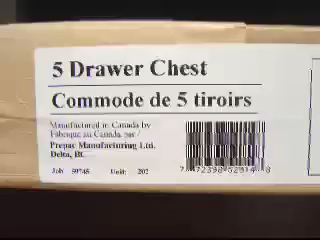 5 Drawer Chest
Commode de 5 tiroirs
Manufactured in Canada by
Fabrique au Canada par /
Prepac Manufacturing Ltd.
Delta, BC
Job: 59748 Unit: 202